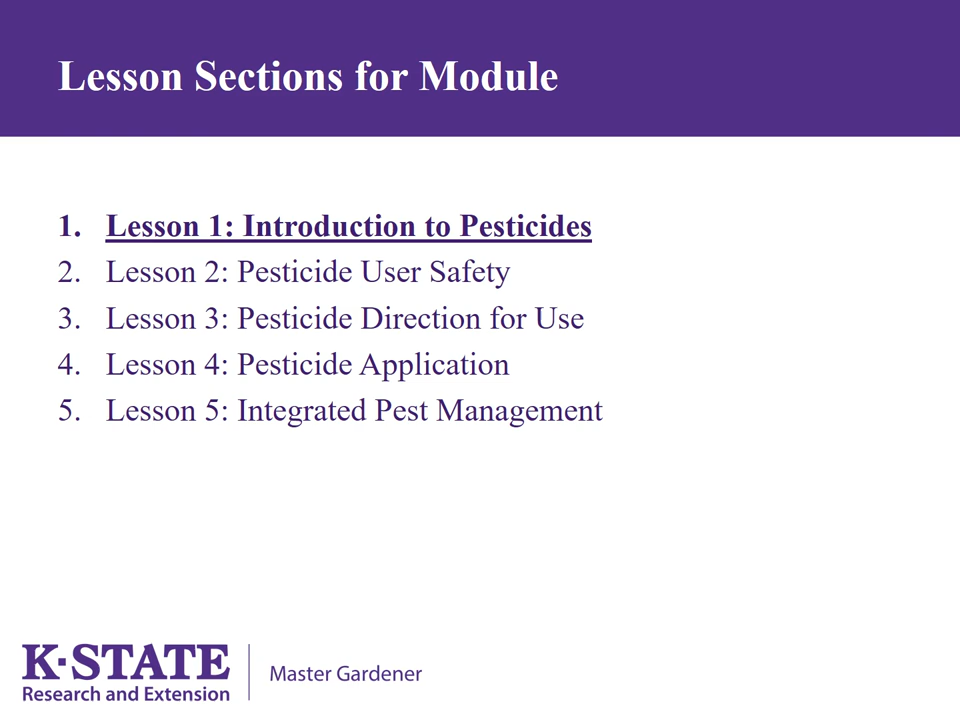 Lesson Sections for Module
1. Lesson 1: Introduction to Pesticides
2. Lesson 2: Pesticide User Safety
3. Lesson 3: Pesticide Direction for Use
4. Lesson 4: Pesticide Application
5. Lesson 5: Integrated Pest Management
K·STATE
Research and Extension
Master Gardener